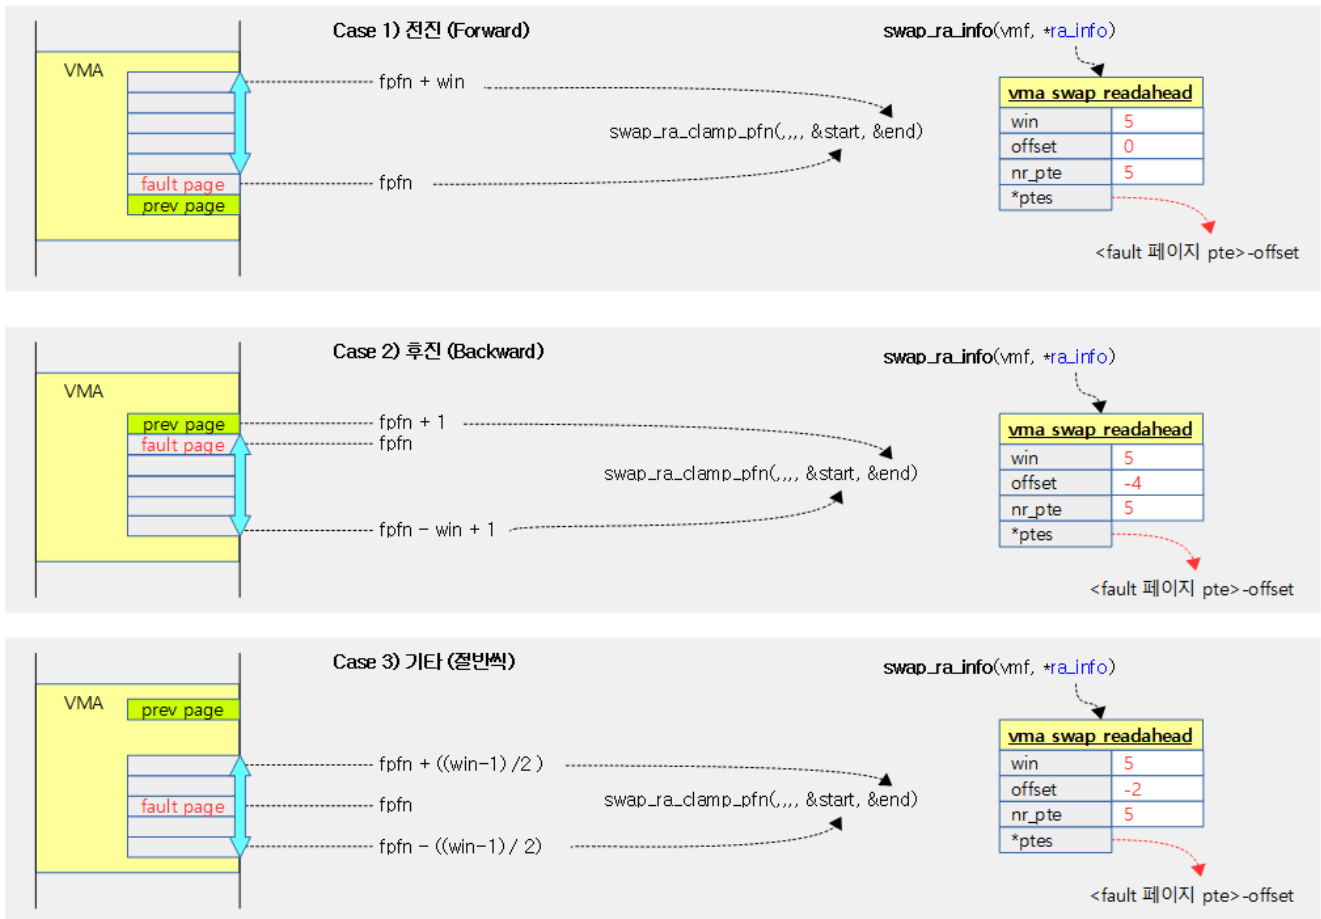 Case 1) 전진 (Forward)
swap_ra_info(vmf, *ra_info)
VMA
fpfn + win
vma swap readahead
win 5
swap_ra_clamp_pfn(,,,, &start, &end)
offset 0
nr_pte 5
fault page
fpfn
prev page
*ptes
<fault 페이지 pte>-offset
Case 2) 후진 (Backward)
swap_ra_info(vmf, *ra_info)
VMA
prev page
fpfn + 1
vma swap readahead
fault page
fpfn
win 5
swap_ra_clamp_pfn(,,,, &start, &end)
offset -4
nr_pte 5
fpfn - win + 1
*ptes
<fault 페이지 pte>-offset
Case 3) 기타 (절반씩)
swap_ra_info(vmf, *ra_info)
VMA
prev page
vma swap readahead
fpfn + ((win-1) /2 )
win 5
offset -2
fault page
fpfn
swap_ra_clamp_pfn(,,,, &start, &end)
nr_pte 5
fpfn - ((win-1) / 2)
*ptes
<fault 페이지 pte>-offset